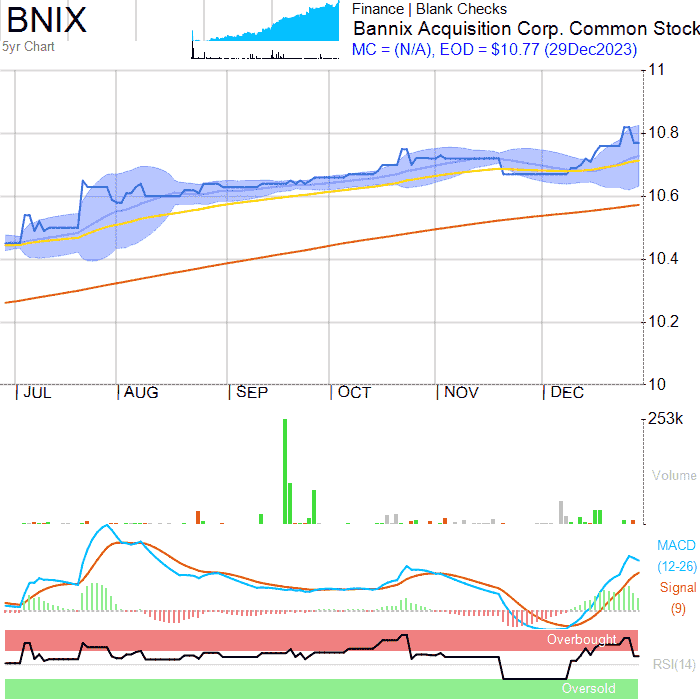 BNIX
5yr Chart
Finance | Blank Checks
Bannix Acquisition Corp. Common Stock
MC = (N/A), EOD = $10.77 (29Dec2023)
11
10.8
10.6
10.4
10.2
10
JUL
AUG
SEP
OCT
NOV
DEC
253k
Volume
MACD
(12-26)
Signal
(9)
Overbought
RSI(14)
Oversold